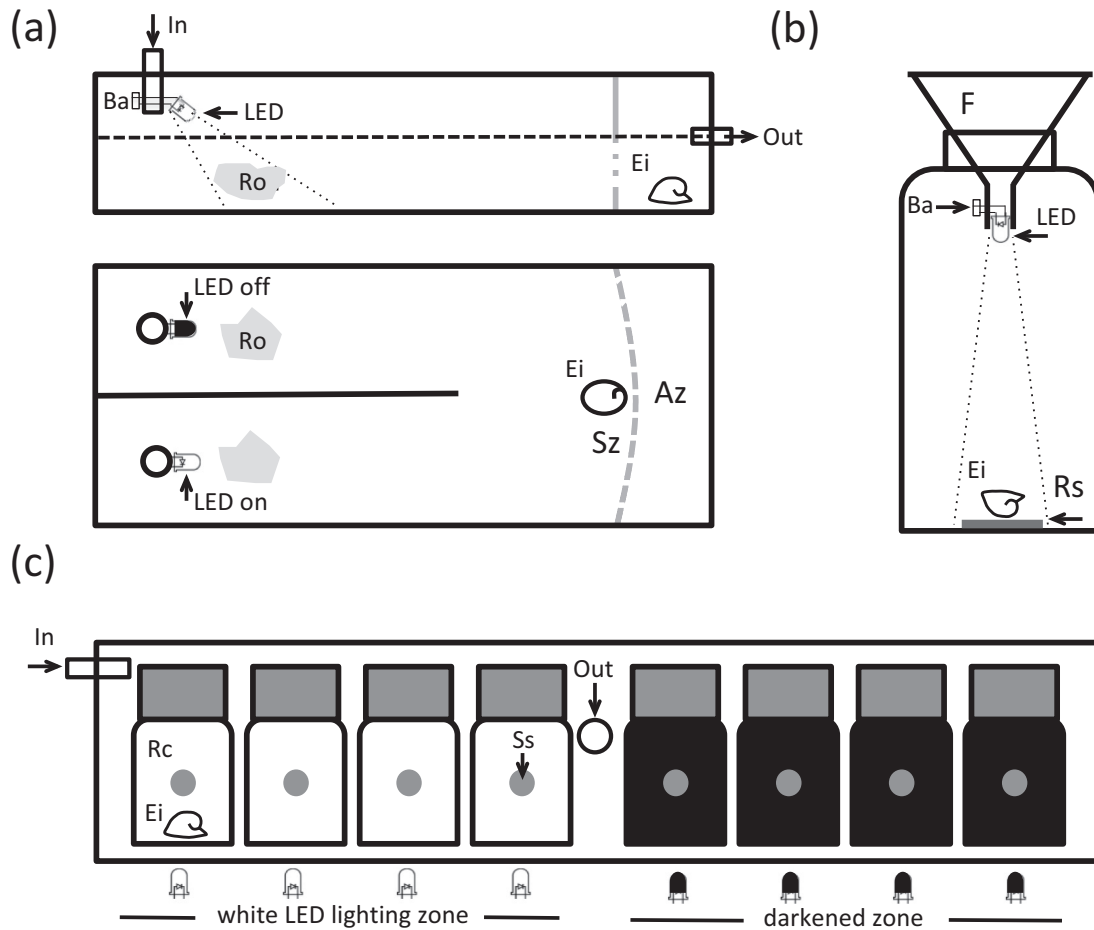 (a)
In
Ba
LED
Out
Ro
Ei
LED off
Ro
Ei
Az
Sz
LED on
(b)
F
Ba
LED
Ei
Rs
(c)
In
Out
Rc
Ss
Ei
white LED lighting zone
darkened zone